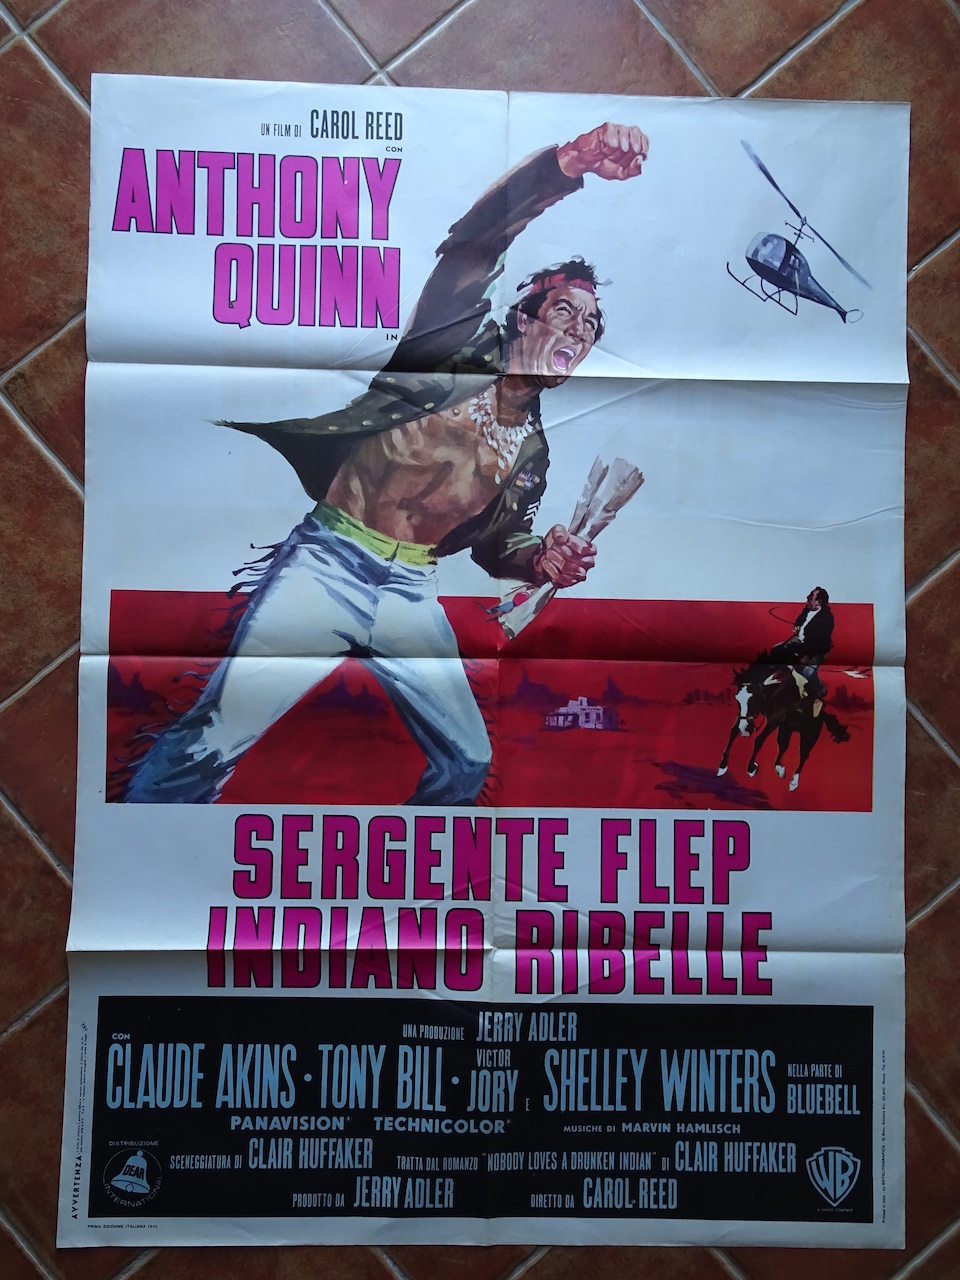 UN FILM DI CAROL REED
CON
ANTHONY
QUINN
IN
SERGENTE FLEP
INDIANO RIBELLE
UNA PRODUZIONE JERRY ADLER
CON
CLAUDE AKINS · TONY BILL · VICTOR JORY E SHELLEY WINTERS NELLA PARTE DI BLUEBELL
PANAVISION® TECHNICOLOR® MUSICHE DI MARVIN HAMLISCH
SCENEGGIATURA DI CLAIR HUFFAKER TRATTA DAL ROMANZO "NOBODY LOVES A DRUNKEN INDIAN" DI CLAIR HUFFAKER
PRODOTTO DA JERRY ADLER DIRETTO DA CAROL REED
DISTRIBUZIONE
DEAR
INTERNATIONAL
WB
AVVERTENZA
PRIMA EDIZIONE ITALIANA 1970